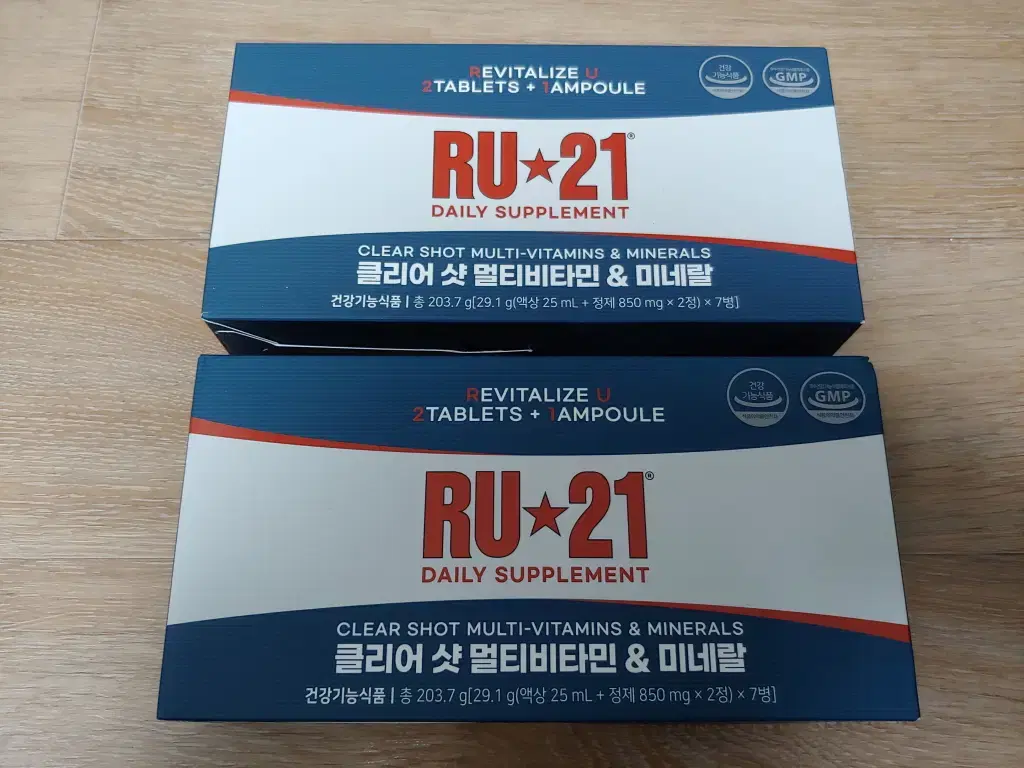 REVITALIZE U
2TABLETS + 1AMPOULE
건강
기능식품
GMP
RU★21®
DAILY SUPPLEMENT
CLEAR SHOT MULTI-VITAMINS & MINERALS
클리어 샷 멀티비타민 & 미네랄
건강기능식품 | 총 203.7 g[29.1 g(액상 25 mL + 정제 850 mg × 2정) × 7병]
REVITALIZE U
2TABLETS + 1AMPOULE
건강
기능식품
GMP
RU★21®
DAILY SUPPLEMENT
CLEAR SHOT MULTI-VITAMINS & MINERALS
클리어 샷 멀티비타민 & 미네랄
건강기능식품 | 총 203.7 g[29.1 g(액상 25 mL + 정제 850 mg × 2정) × 7병]